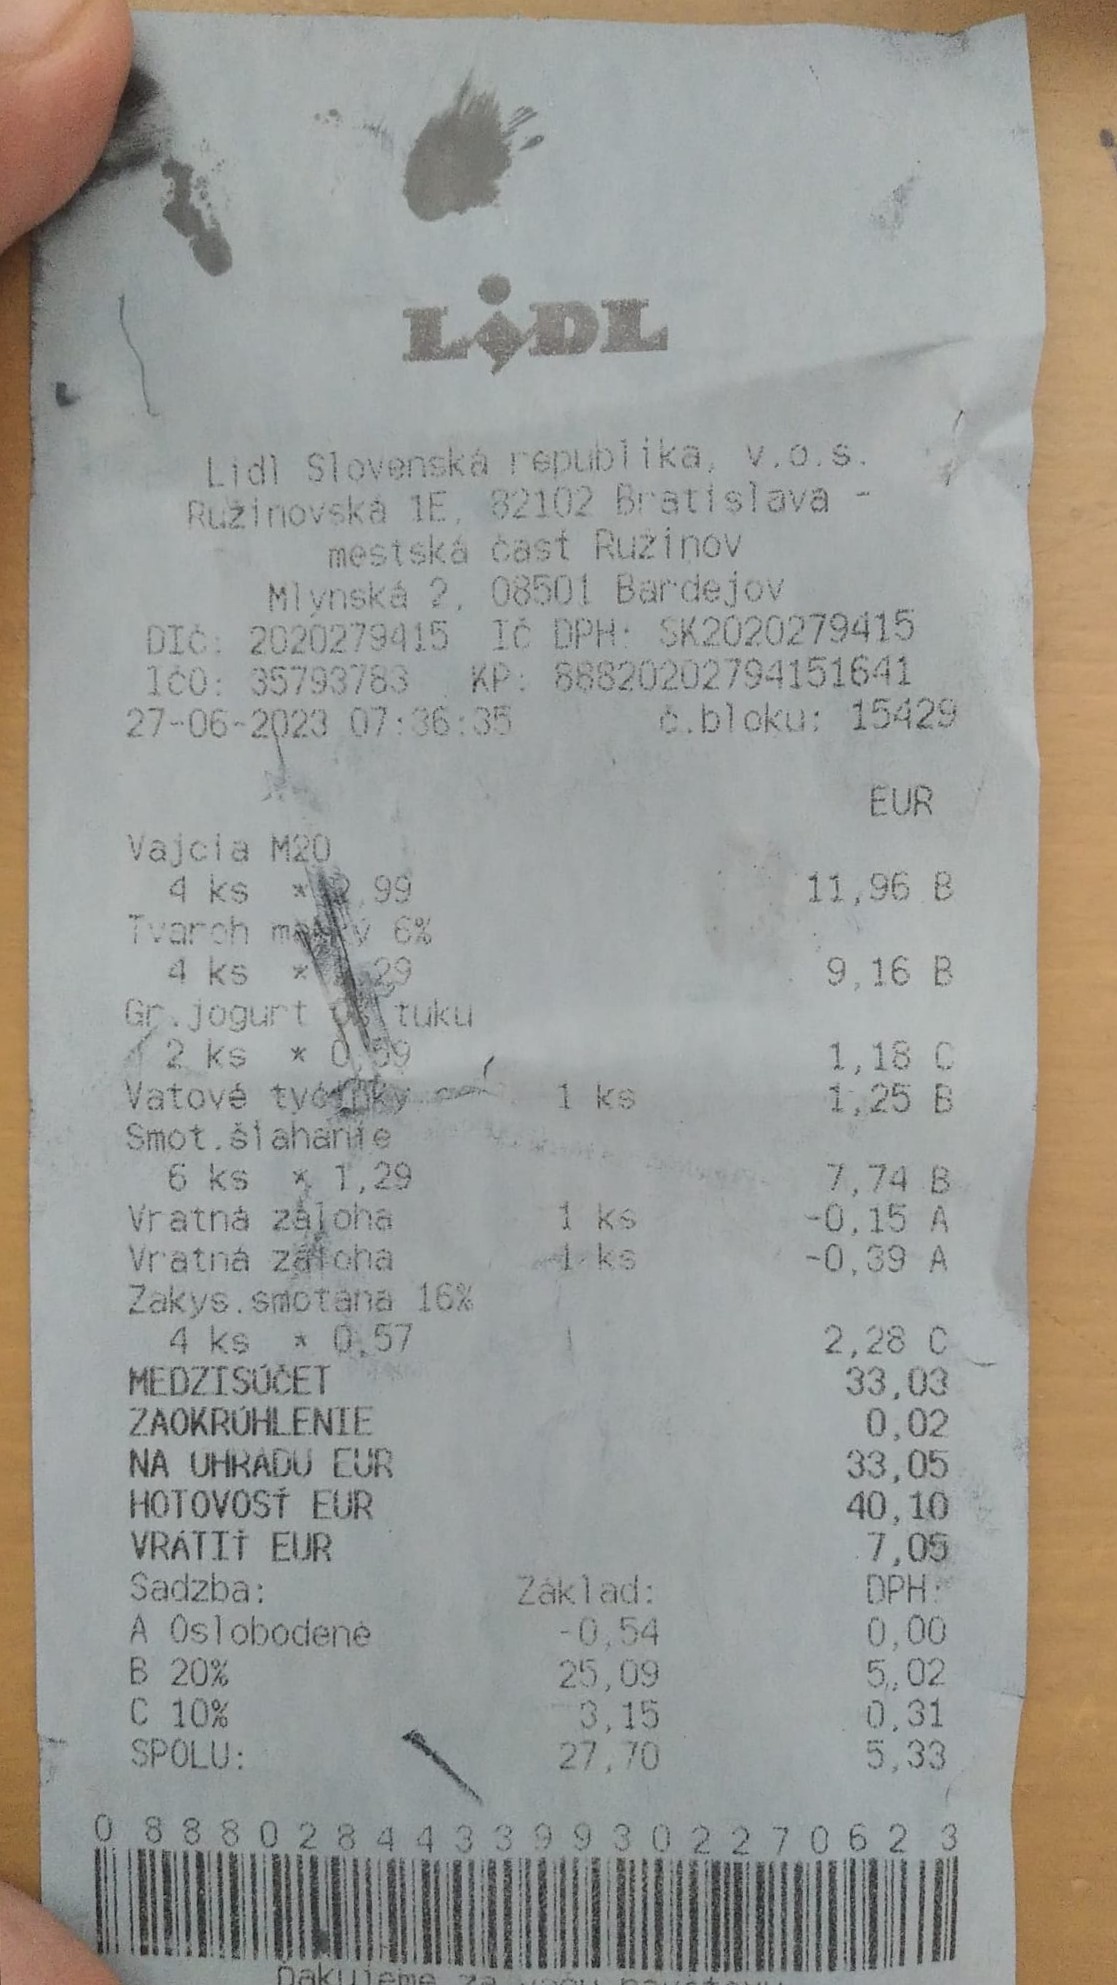 LIDL
Lidl Slovenská republika, v.o.s.
Ružinovská 1E, 82102 Bratislava -
mestská časť Ružinov
Mlynská 2, 08501 Bardejov
DIČ: 2020279415 IČ DPH: SK2020279415
IČO: 35793783 KP: 88820202794151641
27-06-2023 07:36:35 č.bloku: 15429
EUR
Vajcia M20
4 ks * 2,99 11,96 B
Tvaroh mäkký 6%
4 ks * 2,29 9,16 B
Gr.jogurt 0% tuku
2 ks * 0,59 1,18 C
Vatové tyčinky 1 ks 1,25 B
Smot.šľahanie
6 ks * 1,29 7,74 B
Vratná záloha 1 ks -0,15 A
Vratná záloha 1 ks -0,39 A
Zakys.smotana 16%
4 ks * 0,57 2,28 C
MEDZISÚČET 33,03
ZAOKRÚHLENIE 0,02
NA ÚHRADU EUR 33,05
HOTOVOSŤ EUR 40,10
VRÁTIŤ EUR 7,05
Sadzba: Základ: DPH:
A Oslobodené -0,54 0,00
B 20% 25,09 5,02
C 10% 3,15 0,31
SPOLU: 27,70 5,33
0 8 8 8 0 2 8 4 4 3 3 9 9 3 0 2 2 7 0 6 2 3
Ďakujeme za vašu návštevu